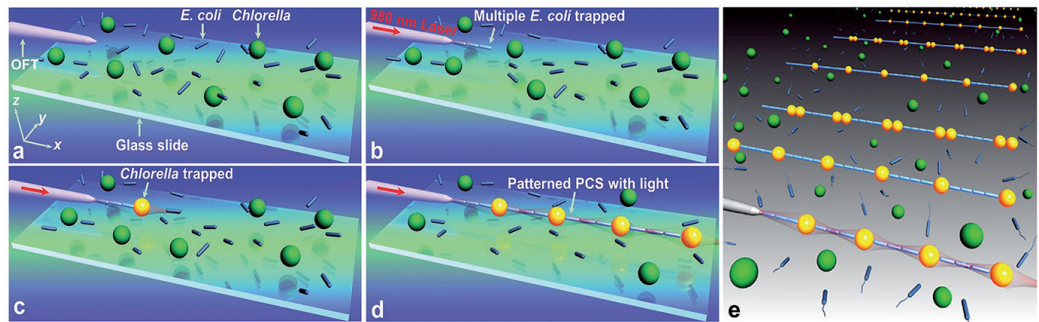 E. coli Chlorella
OFT
z
y
x
Glass slide
a
980 nm Laser
Multiple E. coli trapped
b
Chlorella trapped
c
Patterned PCS with light
d
e